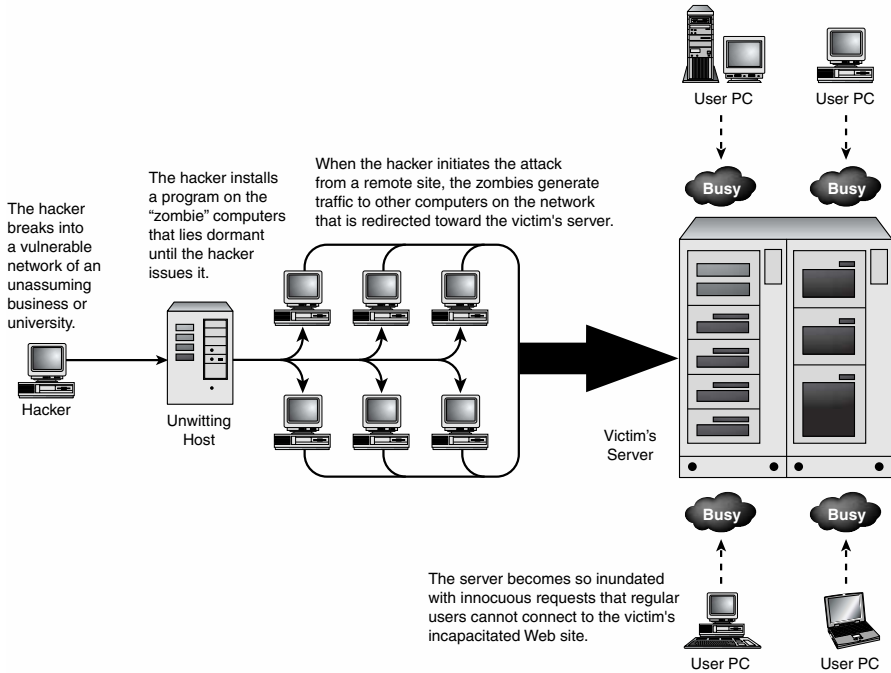 User PC
User PC
Busy
Busy
The hacker
breaks into
a vulnerable
network of an
unassuming
business or
university.
The hacker installs
a program on the
“zombie” computers
that lies dormant
until the hacker
issues it.
When the hacker initiates the attack
from a remote site, the zombies generate
traffic to other computers on the network
that is redirected toward the victim's server.
Hacker
Unwitting
Host
Victim’s
Server
Busy
Busy
The server becomes so inundated
with innocuous requests that regular
users cannot connect to the victim's
incapacitated Web site.
User PC
User PC